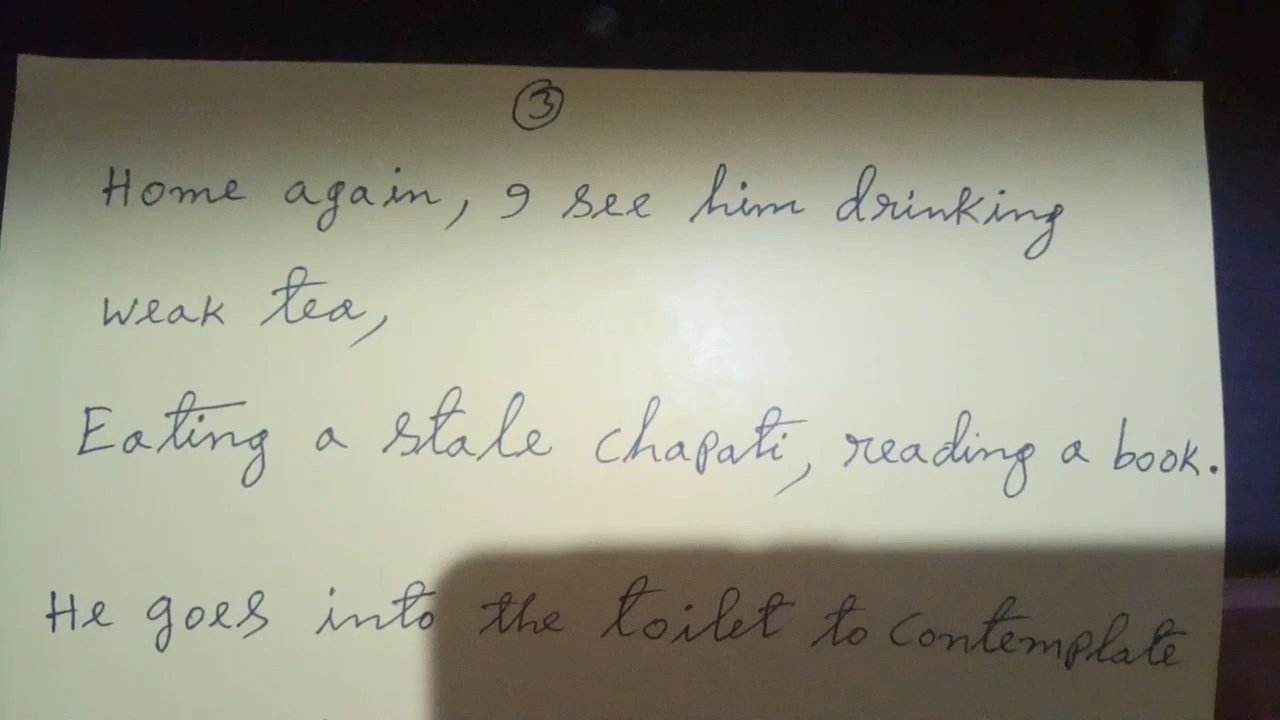 3
Home again, I see him drinking
weak tea,
Eating a stale chapati, reading a book.
He goes into the toilet to contemplate